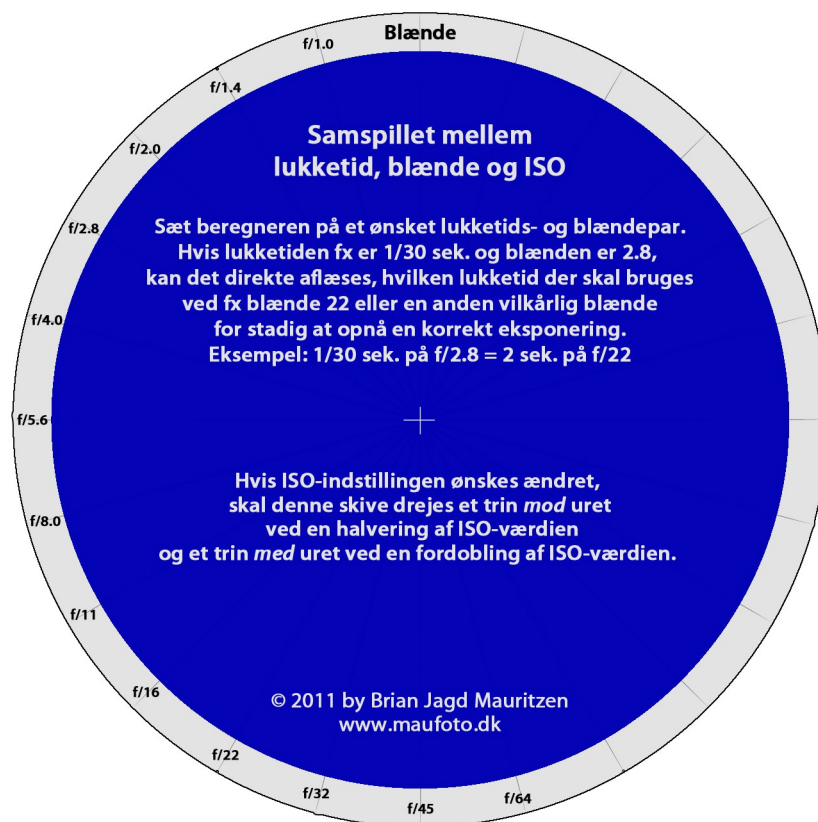 Blænde
f/1.0
f/1.4
f/2.0
f/2.8
f/4.0
f/5.6
f/8.0
f/11
f/16
f/22
f/32
f/45
f/64
Samspillet mellem
lukketid, blænde og ISO
Sæt beregneren på et ønsket lukketids- og blændepar.
Hvis lukketiden fx er 1/30 sek. og blænden er 2.8,
kan det direkte aflæses, hvilken lukketid der skal bruges
ved fx blænde 22 eller en anden vilkårlig blænde
for stadig at opnå en korrekt eksponering.
Eksempel: 1/30 sek. på f/2.8 = 2 sek. på f/22
Hvis ISO-indstillingen ønskes ændret,
skal denne skive drejes et trin mod uret
ved en halvering af ISO-værdien
og et trin med uret ved en fordobling af ISO-værdien.
© 2011 by Brian Jagd Mauritzen
www.maufoto.dk